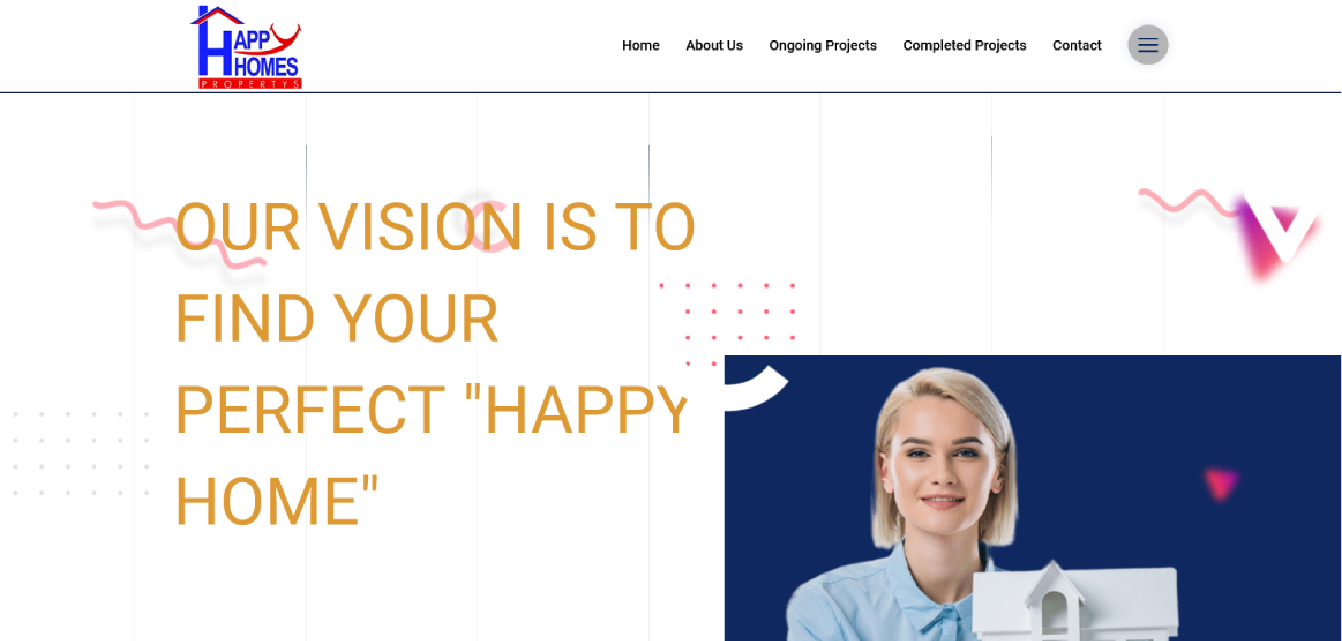 HAPPY
HOMES
PROPERTYS
Home About Us Ongoing Projects Completed Projects Contact
OUR VISION IS TO
FIND YOUR
PERFECT "HAPPY
HOME"